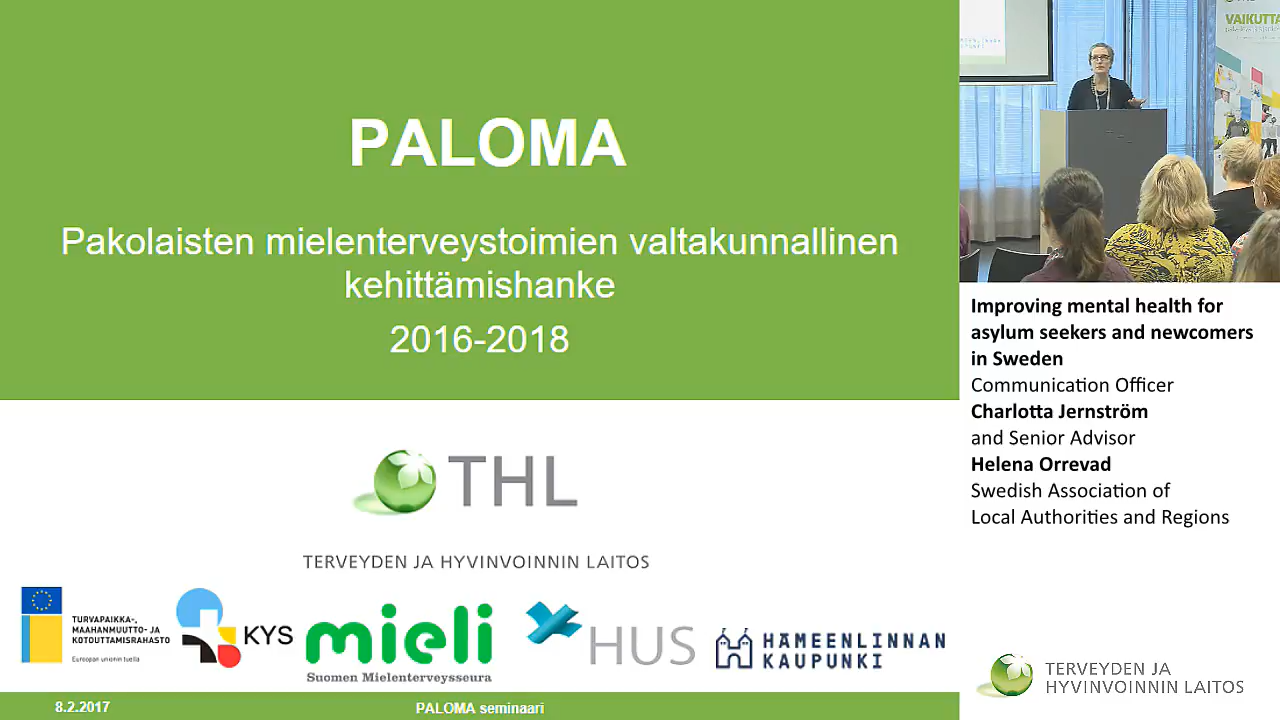 PALOMA
Pakolaisten mielenterveystoimien valtakunnallinen
kehittämishanke
2016-2018
THL
TERVEYDEN JA HYVINVOINNIN LAITOS
TURVAPAIKKA-,
MAAHANMUUTTO- JA
KOTOUTTAMISRAHASTO
Euroopan unionin tuella
KYS
mieli
Suomen Mielenterveysseura
HUS
HÄMEENLINNAN
KAUPUNKI
8.2.2017
PALOMA seminaari
THL
Improving mental health for
asylum seekers and newcomers
in Sweden
Communication Officer
Charlotta Jernström
and Senior Advisor
Helena Orrevad
Swedish Association of
Local Authorities and Regions
TERVEYDEN JA
HYVINVOINNIN LAITOS